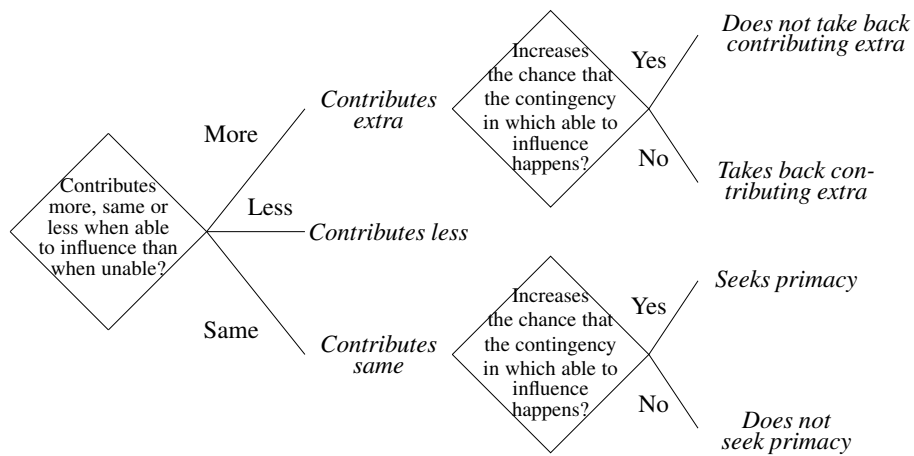 Contributes
more, same or
less when able
to influence than
when unable?
More
Less
Same
Contributes
extra
Contributes less
Contributes
same
Increases
the chance that
the contingency
in which able to
influence
happens?
Yes
No
Does not take back
contributing extra
Takes back con-
tributing extra
Increases
the chance that
the contingency
in which able to
influence
happens?
Yes
No
Seeks primacy
Does not
seek primacy